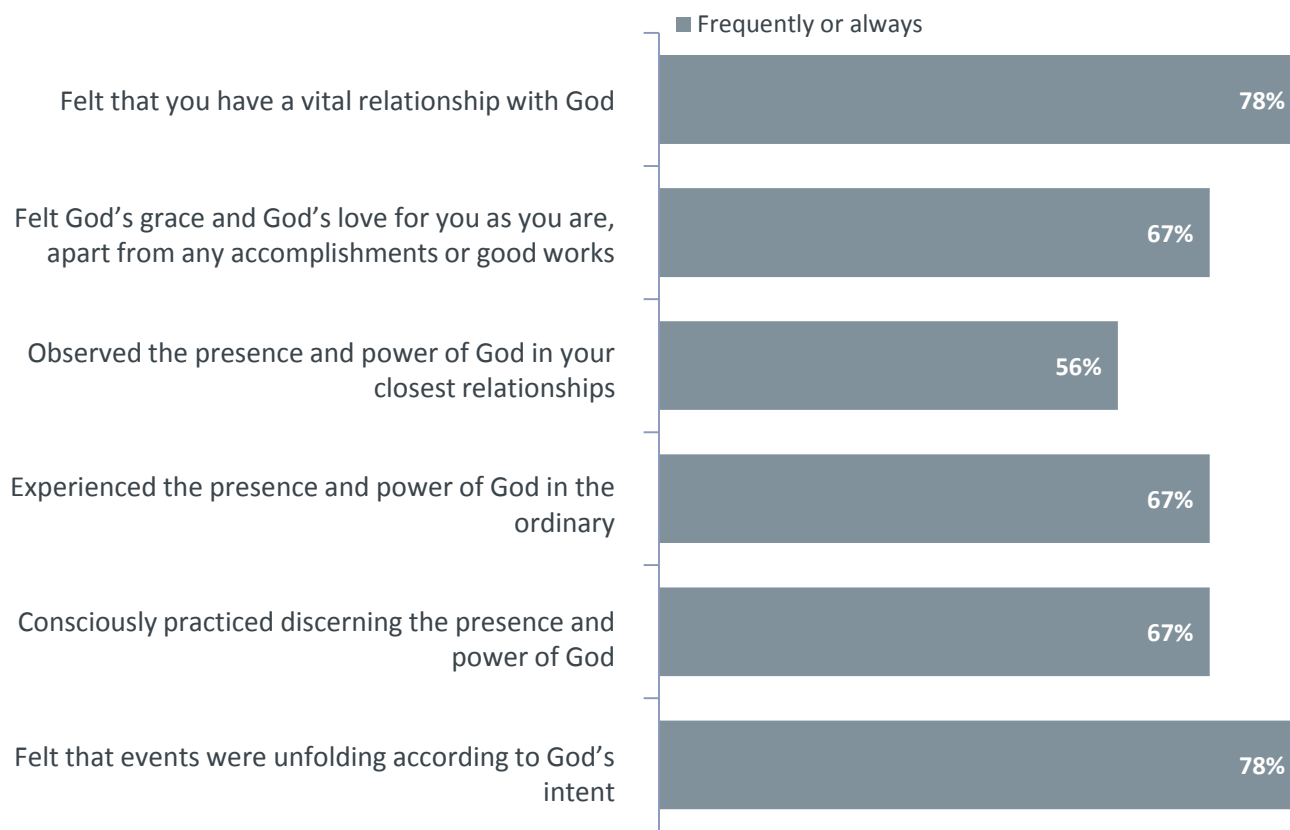 Frequently or always
Felt that you have a vital relationship with God
78%
Felt God’s grace and God’s love for you as you are,
apart from any accomplishments or good works
67%
Observed the presence and power of God in your
closest relationships
56%
Experienced the presence and power of God in the
ordinary
67%
Consciously practiced discerning the presence and
power of God
67%
Felt that events were unfolding according to God’s
intent
78%